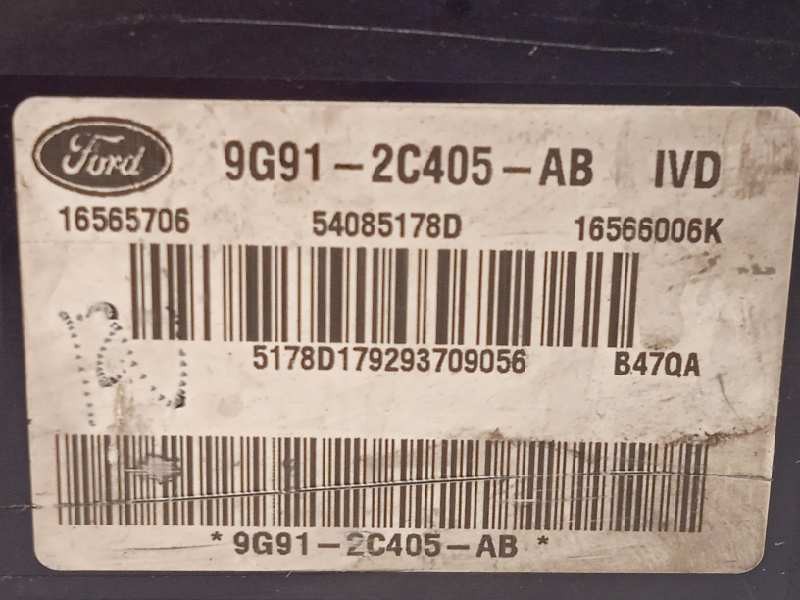 Ford 9G91-2C405-AB IVD
16565706 54085178D 16566006K
5178D179293709056 B47QA
* 9G91-2C405-AB *